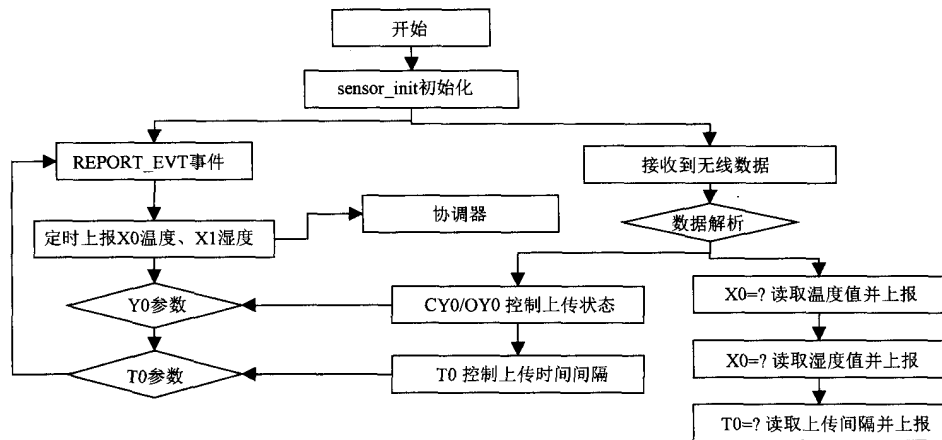 开始
sensor_init初始化
REPORT_EVT事件
接收到无线数据
定时上报X0温度、X1湿度
协调器
数据解析
Y0参数
CY0/OY0 控制上传状态
X0=? 读取温度值并上报
T0参数
T0 控制上传时间间隔
X0=? 读取湿度值并上报
T0=? 读取上传间隔并上报